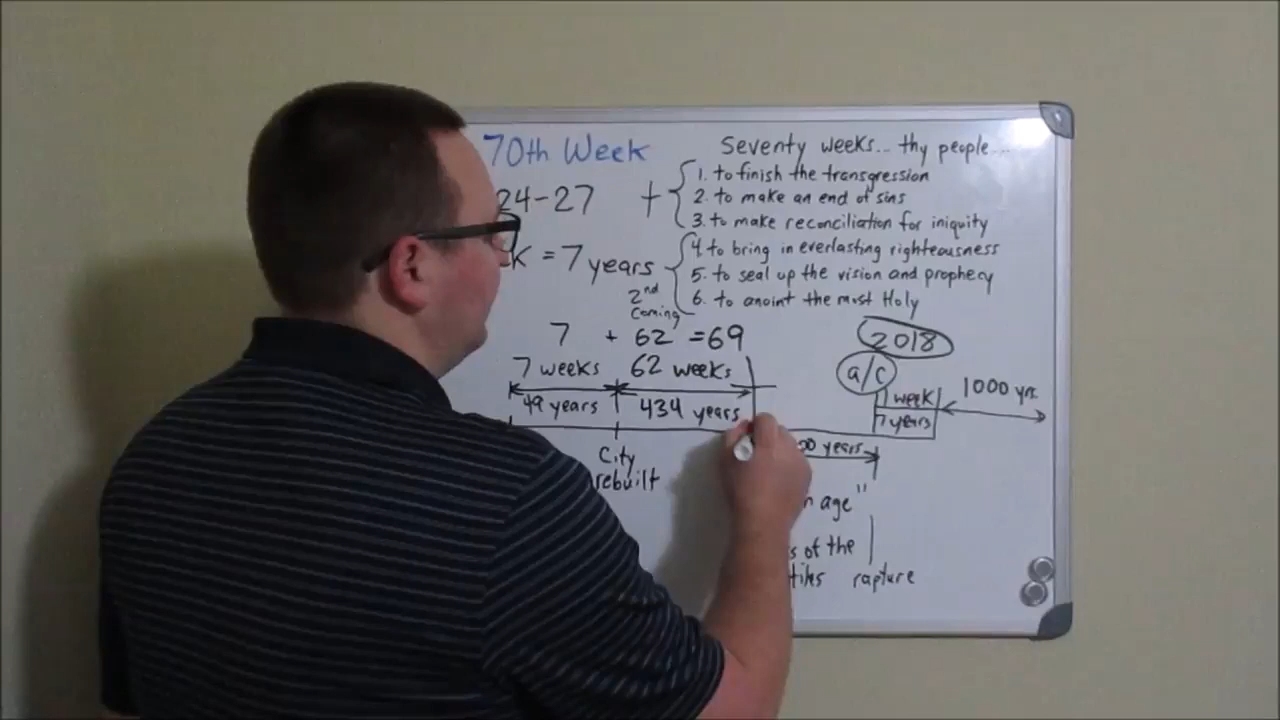 70th Week
Seventy weeks... thy people...
24-27
1. to finish the transgression
2. to make an end of sins
3. to make reconciliation for iniquity
= 7 years
4. to bring in everlasting righteousness
5. to seal up the vision and prophecy
6. to anoint the most Holy
2nd
coming
7 + 62 = 69
2018
7 weeks 62 weeks
a/c
1 week
1000 yrs.
49 years 434 years
7 years
City
rebuilt
years
age"
of the
rapture